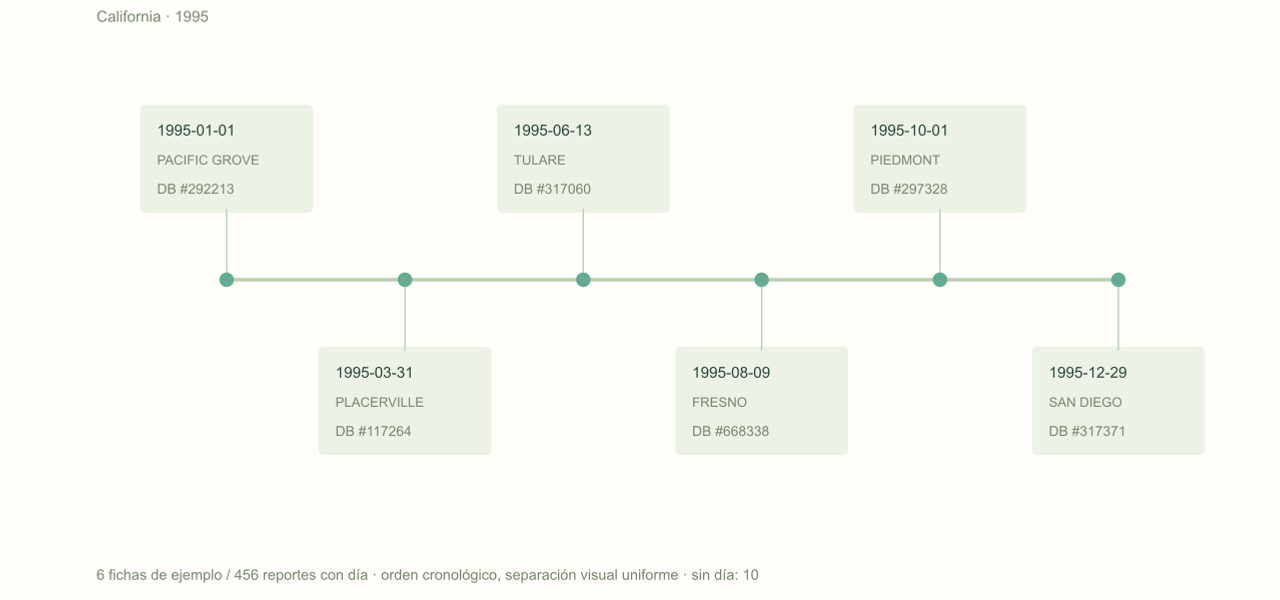 California · 1995
1995-01-01
PACIFIC GROVE
DB #292213
1995-06-13
TULARE
DB #317060
1995-10-01
PIEDMONT
DB #297328
1995-03-31
PLACERVILLE
DB #117264
1995-08-09
FRESNO
DB #668338
1995-12-29
SAN DIEGO
DB #317371
6 fichas de ejemplo / 456 reportes con día · orden cronológico, separación visual uniforme · sin día: 10